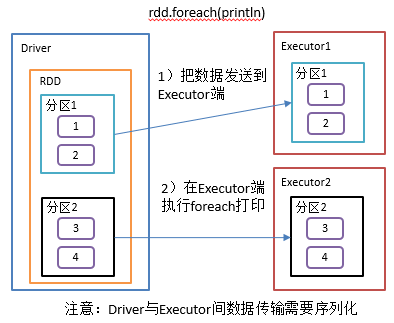 rdd.foreach(println)
Driver
RDD
分区1
1
2
分区2
3
4
1）把数据发送到
Executor端
2）在Executor端
执行foreach打印
Executor1
分区1
1
2
Executor2
分区2
3
4
注意：Driver与Executor间数据传输需要序列化